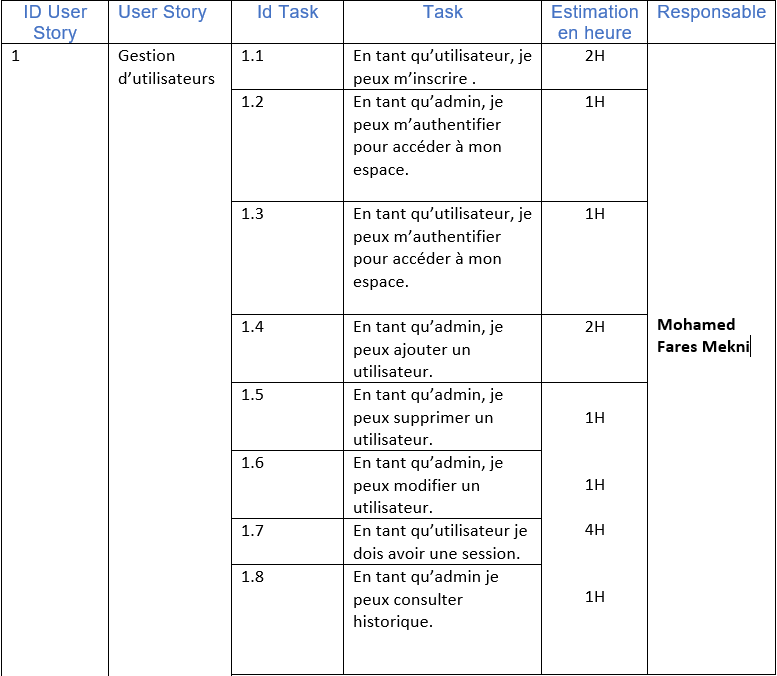 ID User Story User Story Id Task Task Estimation en heure Responsable
1 Gestion d’utilisateurs 1.1 En tant qu’utilisateur, je 2H
peux m’inscrire .
1.2 En tant qu’admin, je 1H
peux m’authentifier
pour accéder à mon
espace.
1.3 En tant qu’utilisateur, je 1H
peux m’authentifier
pour accéder à mon
espace.
1.4 En tant qu’admin, je 2H Mohamed
peux ajouter un Fares Mekni
utilisateur.
1.5 En tant qu’admin, je
peux supprimer un 1H
utilisateur.
1.6 En tant qu’admin, je
peux modifier un 1H
utilisateur.
1.7 En tant qu’utilisateur je 4H
dois avoir une session.
1.8 En tant qu’admin je
peux consulter 1H
historique.